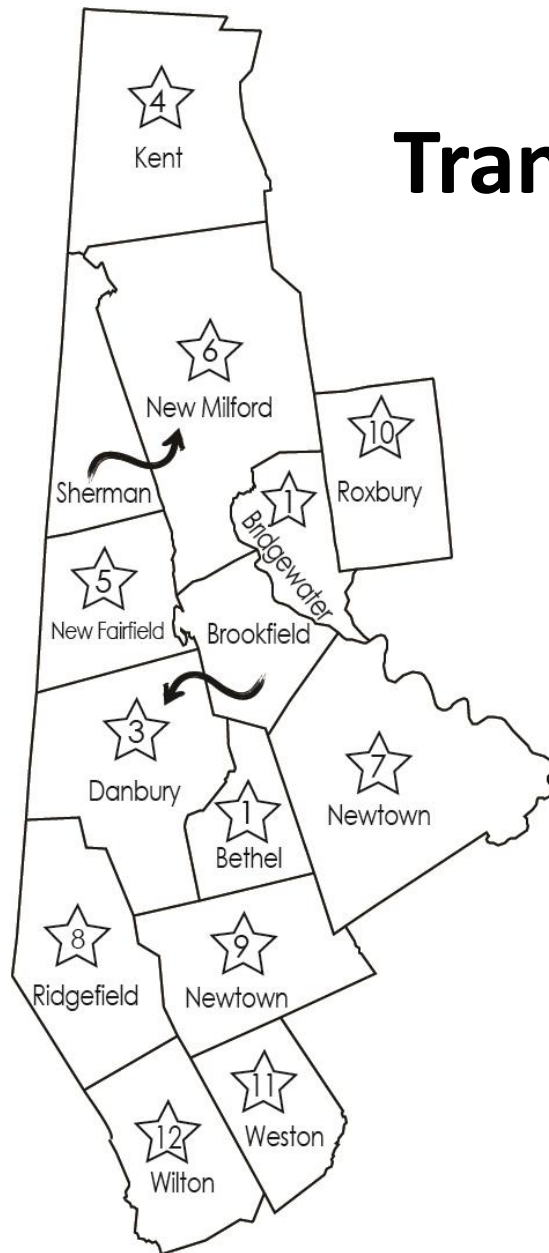 Tran
4
Kent
6
New Milford
10
Roxbury
Sherman
1
Bridgewater
5
New Fairfield
Brookfield
3
Danbury
7
Newtown
1
Bethel
8
Ridgefield
9
Newtown
11
Weston
12
Wilton